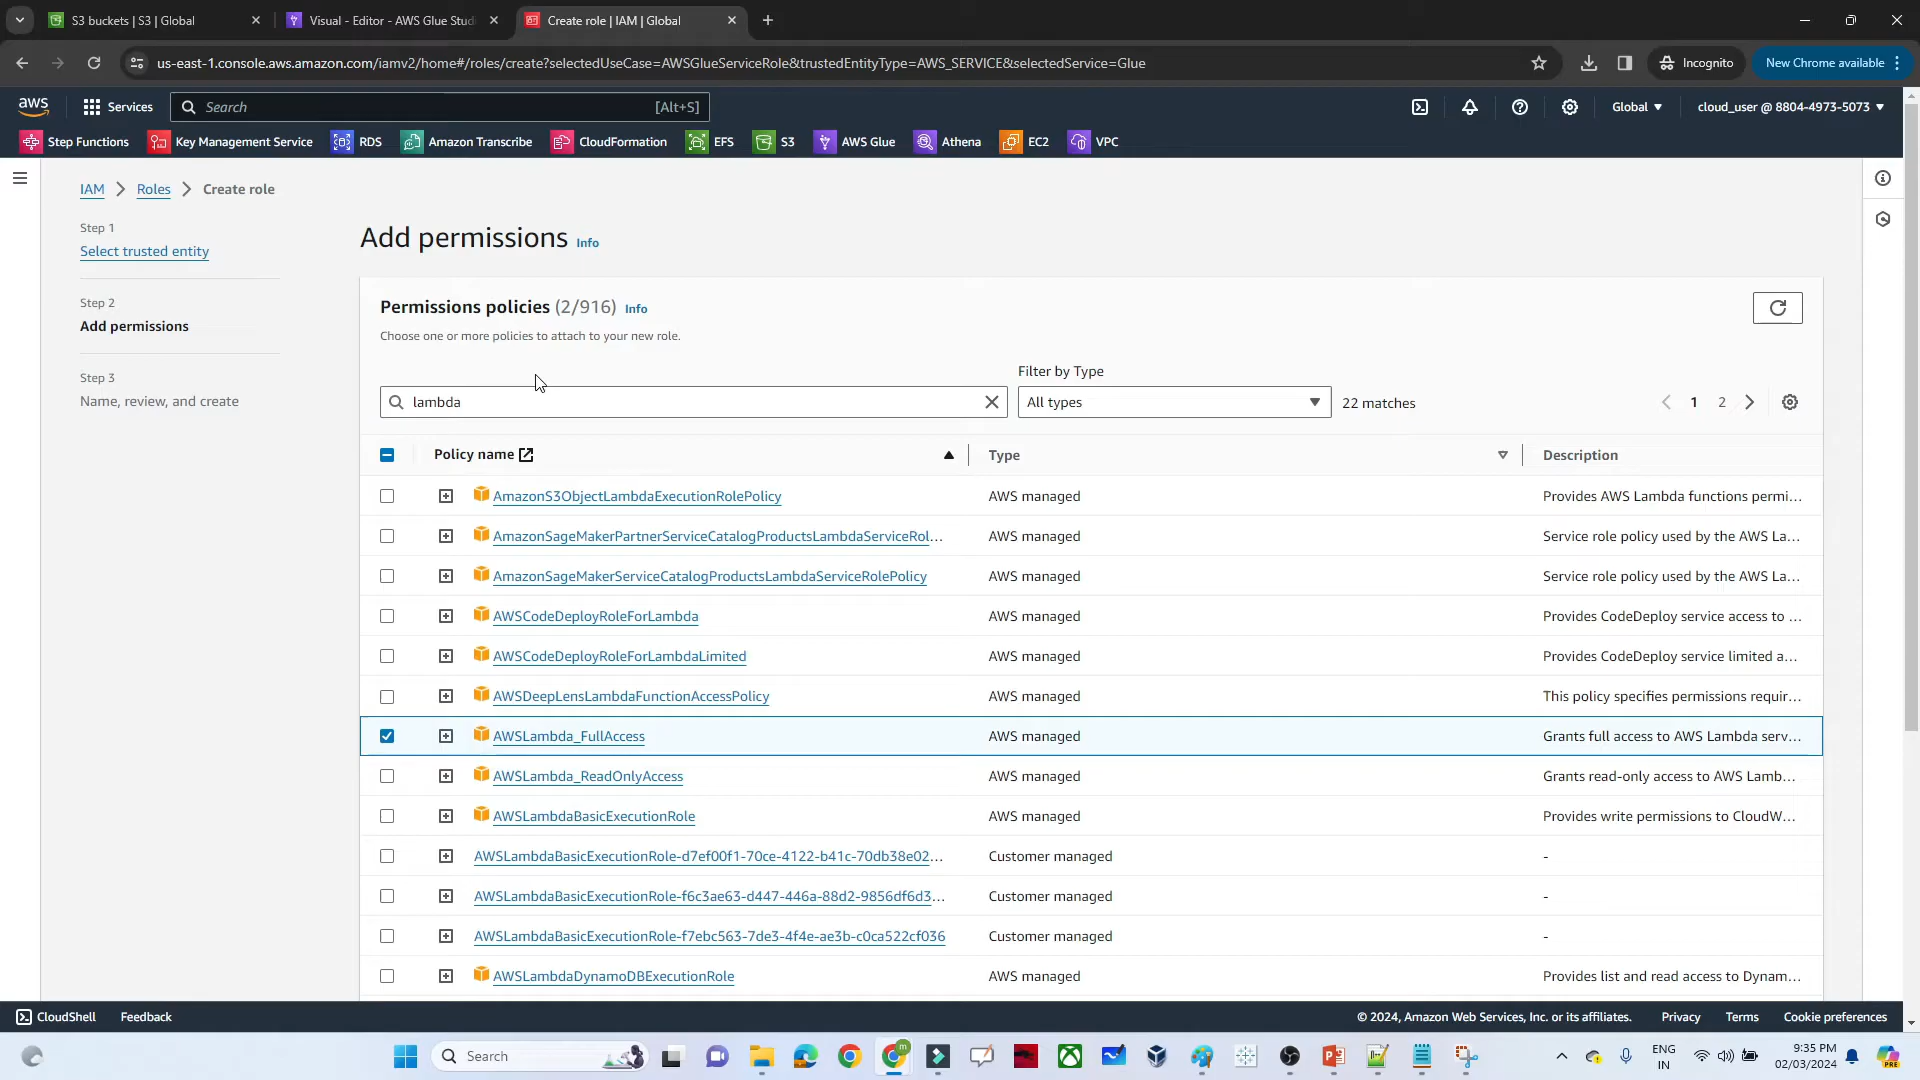 S3 buckets | S3 | Global
Visual - Editor - AWS Glue Stud
Create role | IAM | Global
us-east-1.console.aws.amazon.com/iamv2/home#/roles/create?selectedUseCase=AWSGlueServiceRole&trustedEntityType=AWS_SERVICE&selectedService=Glue
Incognito
New Chrome available
aws
Services
Search
[Alt+S]
Global
cloud_user @ 8804-4973-5073
Step Functions
Key Management Service
RDS
Amazon Transcribe
CloudFormation
EFS
S3
AWS Glue
Athena
EC2
VPC
IAM
Roles
Create role
Step 1
Select trusted entity
Step 2
Add permissions
Step 3
Name, review, and create
Add permissions Info
Permissions policies (2/916) Info
Choose one or more policies to attach to your new role.
Filter by Type
lambda
All types
22 matches
1 2
Policy name
Type
Description
AmazonS3ObjectLambdaExecutionRolePolicy AWS managed Provides AWS Lambda functions permi...
AmazonSageMakerPartnerServiceCatalogProductsLambdaServiceRol... AWS managed Service role policy used by the AWS La...
AmazonSageMakerServiceCatalogProductsLambdaServiceRolePolicy AWS managed Service role policy used by the AWS La...
AWSCodeDeployRoleForLambda AWS managed Provides CodeDeploy service access to ...
AWSCodeDeployRoleForLambdaLimited AWS managed Provides CodeDeploy service limited a...
AWSDeepLensLambdaFunctionAccessPolicy AWS managed This policy specifies permissions requir...
AWSLambda_FullAccess AWS managed Grants full access to AWS Lambda serv...
AWSLambda_ReadOnlyAccess AWS managed Grants read-only access to AWS Lamb...
AWSLambdaBasicExecutionRole AWS managed Provides write permissions to CloudW...
AWSLambdaBasicExecutionRole-d7ef00f1-70ce-4122-b41c-70db38e02... Customer managed -
AWSLambdaBasicExecutionRole-f6c3ae63-d447-446a-88d2-9856df6d3... Customer managed -
AWSLambdaBasicExecutionRole-f7ebc563-7de3-4f4e-ae3b-c0ca522cf036 Customer managed -
AWSLambdaDynamoDBExecutionRole AWS managed Provides list and read access to Dynam...
CloudShell
Feedback
© 2024, Amazon Web Services, Inc. or its affiliates.
Privacy
Terms
Cookie preferences
Search
ENG
IN
9:35 PM
02/03/2024
PRE